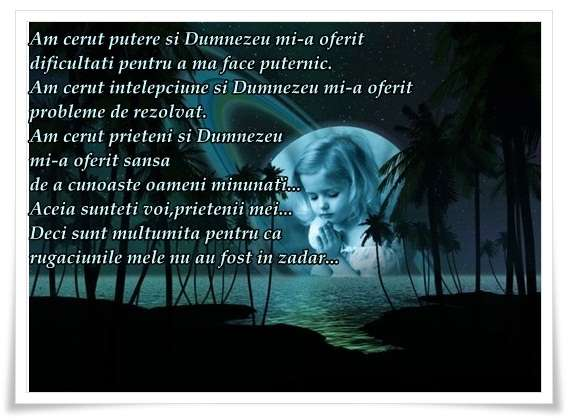 Am cerut putere si Dumnezeu mi-a oferit
dificultati pentru a ma face puternic.
Am cerut intelepciune si Dumnezeu mi-a oferit
probleme de rezolvat.
Am cerut prieteni si Dumnezeu
mi-a oferit sansa
de a cunoaste oameni minunatï...
Aceia sunteti voi,prietenii mei...
Deci sunt multumita pentru ca
rugaciunile mele nu au fost in zadar...